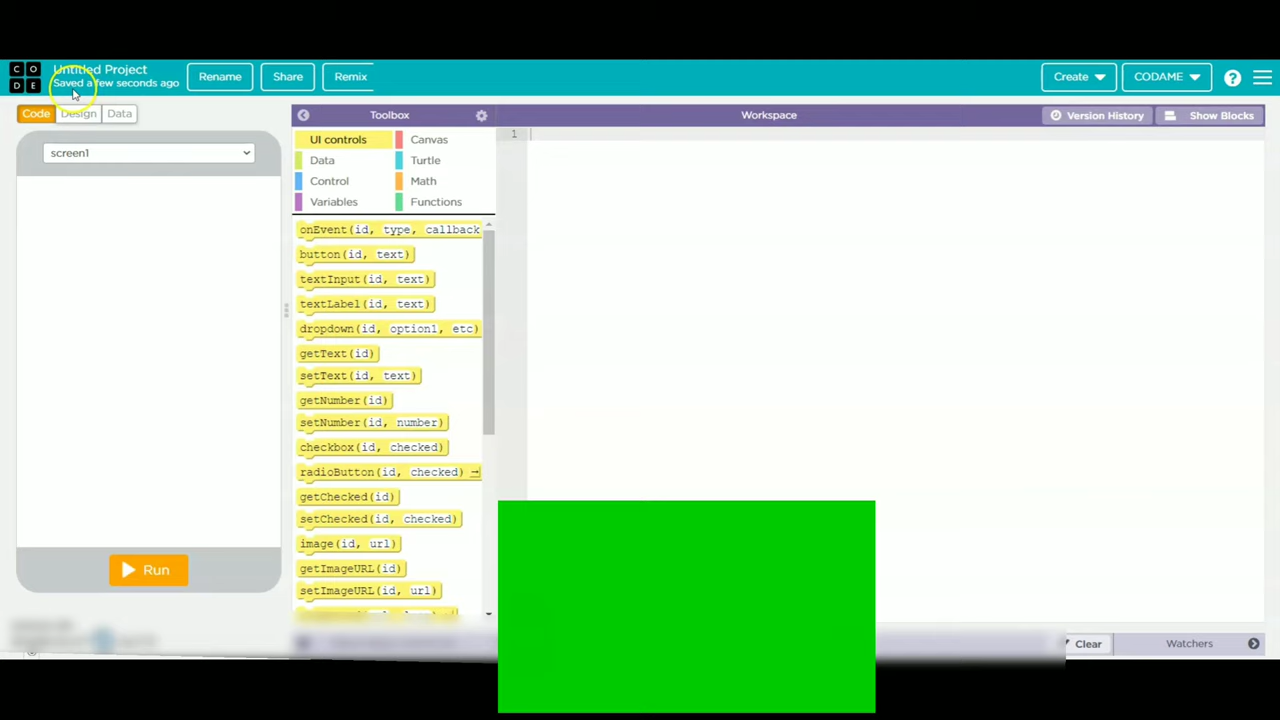 CO
DE
Untitled Project
Saved a few seconds ago
Rename
Share
Remix
Create
CODAME
?
Code
Design
Data
Toolbox
Workspace
Version History
Show Blocks
screen1
UI controls
Canvas
Data
Turtle
Control
Math
Variables
Functions
1
onEvent(id, type, callback
button(id, text)
textInput(id, text)
textLabel(id, text)
dropdown(id, option1, etc)
getText(id)
setText(id, text)
getNumber(id)
setNumber(id, number)
checkbox(id, checked)
radioButton(id, checked)
getChecked(id)
setChecked(id, checked)
image(id, url)
getImageURL(id)
setImageURL(id, url)
Run
Clear
Watchers